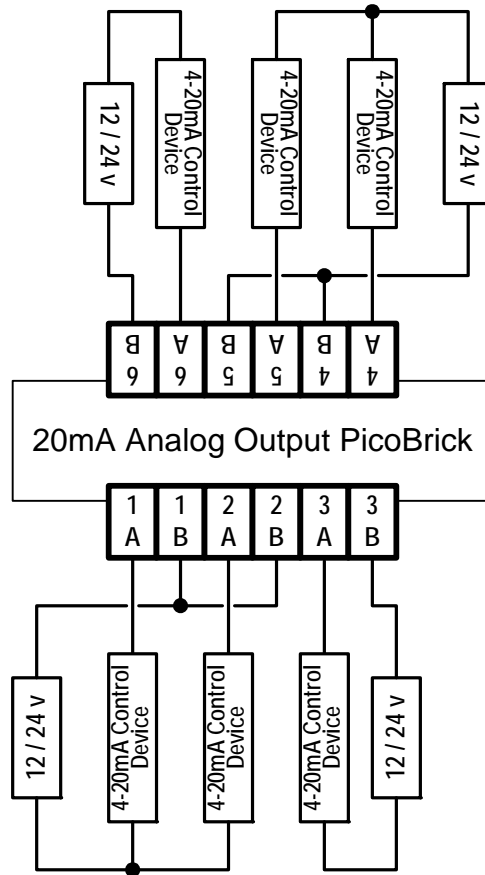 12 / 24 v
4-20mA Control
Device
4-20mA Control
Device
4-20mA Control
Device
12 / 24 v
6 B
6 A
5 B
5 A
4 B
4 A
20mA Analog Output PicoBrick
1 A
1 B
2 A
2 B
3 A
3 B
12 / 24 v
4-20mA Control
Device
4-20mA Control
Device
4-20mA Control
Device
12 / 24 v